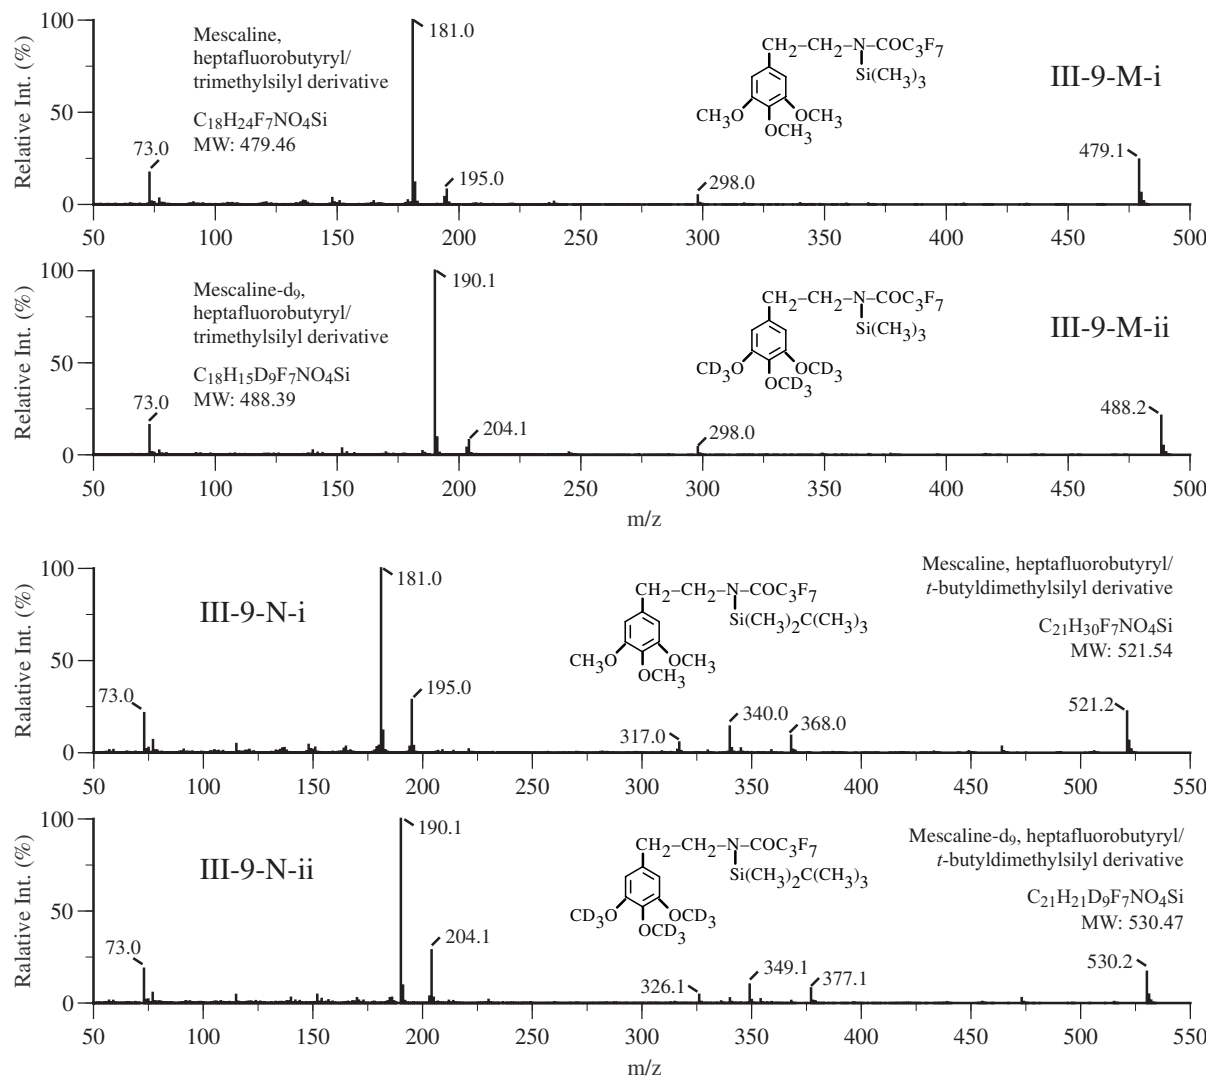 Relative Int. (%)
100
50
0
Mescaline,
heptafluorobutyryl/
trimethylsilyl derivative
C18H24F7NO4Si
MW: 479.46
73.0
181.0
195.0
298.0
479.1
CH2–CH2–N–COC3F7
Si(CH3)3
CH3O
OCH3
OCH3
III-9-M-i
50 100 150 200 250 300 350 400 450 500
Relative Int. (%)
100
50
0
Mescaline-d9,
heptafluorobutyryl/
trimethylsilyl derivative
C18H15D9F7NO4Si
MW: 488.39
73.0
190.1
204.1
298.0
488.2
CH2–CH2–N–COC3F7
Si(CH3)3
CD3O
OCD3
OCD3
III-9-M-ii
50 100 150 200 250 300 350 400 450 500
m/z
Ralative Int. (%)
100
50
0
III-9-N-i
73.0
181.0
195.0
317.0
340.0
368.0
521.2
CH2–CH2–N–COC3F7
Si(CH3)2C(CH3)3
CH3O
OCH3
OCH3
Mescaline, heptafluorobutyryl/
t-butyldimethylsilyl derivative
C21H30F7NO4Si
MW: 521.54
50 100 150 200 250 300 350 400 450 500 550
Ralative Int. (%)
100
50
0
III-9-N-ii
73.0
190.1
204.1
326.1
349.1
377.1
530.2
CH2–CH2–N–COC3F7
Si(CH3)2C(CH3)3
CD3O
OCD3
OCD3
Mescaline-d9, heptafluorobutyryl/
t-butyldimethylsilyl derivative
C21H21D9F7NO4Si
MW: 530.47
50 100 150 200 250 300 350 400 450 500 550
m/z